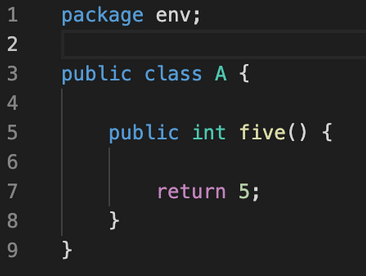 1 package env;
2
3 public class A {
4
5 public int five() {
6
7 return 5;
8 }
9 }